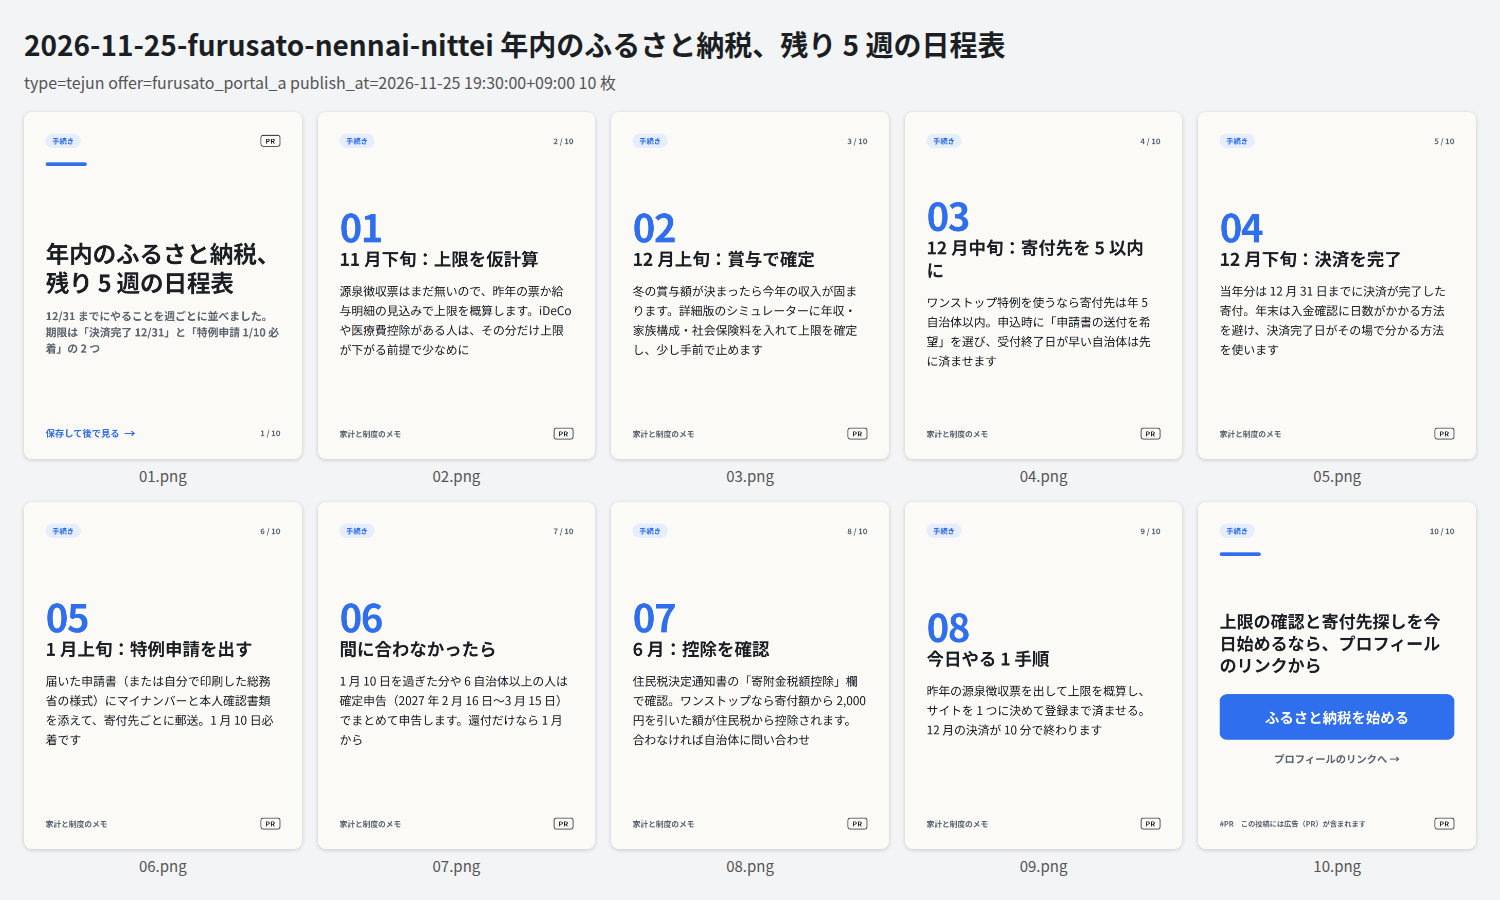 2026-11-25-furusato-nennai-nittei 年内のふるさと納税、残り 5 週の日程表
type=tejun offer=furusato_portal_a publish_at=2026-11-25 19:30:00+09:00 10 枚
手続き
PR
年内のふるさと納税、
残り 5 週の日程表
12/31 までにやることを週ごとに並べました。
期限は「決済完了 12/31」と「特例申請 1/10 必
着」の 2 つ
保存して後で見る →
1 / 10
01.png
手続き
2 / 10
01
11 月下旬：上限を仮計算
源泉徴収票はまだ無いので、昨年の票か給
与明細の見込みで上限を概算します。iDeCo
や医療費控除がある人は、その分だけ上限
が下がる前提で少なめに
家計と制度のメモ
PR
02.png
手続き
3 / 10
02
12 月上旬：賞与で確定
冬の賞与額が決まったら今年の収入が固ま
ります。詳細版のシミュレーターに年収・
家族構成・社会保険料を入れて上限を確定
し、少し手前で止めます
家計と制度のメモ
PR
03.png
手続き
4 / 10
03
12 月中旬：寄付先を 5 以内
に
ワンストップ特例を使うなら寄付先は年 5
自治体以内。申込時に「申請書の送付を希
望」を選び、受付終了日が早い自治体は先
に済ませます
家計と制度のメモ
PR
04.png
手続き
5 / 10
04
12 月下旬：決済を完了
当年分は 12 月 31 日までに決済が完了した
寄付。年末は入金確認に日数がかかる方法
を避け、決済完了日がその場で分かる方法
を使います
家計と制度のメモ
PR
05.png
手続き
6 / 10
05
1 月上旬：特例申請を出す
届いた申請書（または自分で印刷した総務
省の様式）にマイナンバーと本人確認書類
を添えて、寄付先ごとに郵送。1 月 10 日必
着です
家計と制度のメモ
PR
06.png
手続き
7 / 10
06
間に合わなかったら
1 月 10 日を過ぎた分や 6 自治体以上の人は
確定申告（2027 年 2 月 16 日〜3 月 15 日）
でまとめて申告します。還付だけなら 1 月
から
家計と制度のメモ
PR
07.png
手続き
8 / 10
07
6 月：控除を確認
住民税決定通知書の「寄附金税額控除」欄
で確認。ワンストップなら寄付額から 2,000
円を引いた額が住民税から控除されます。
合わなければ自治体に問い合わせ
家計と制度のメモ
PR
08.png
手続き
9 / 10
08
今日やる 1 手順
昨年の源泉徴収票を出して上限を概算し、
サイトを 1 つに決めて登録まで済ませる。
12 月の決済が 10 分で終わります
家計と制度のメモ
PR
09.png
手続き
10 / 10
上限の確認と寄付先探しを今
日始めるなら、プロフィール
のリンクから
ふるさと納税を始める
プロフィールのリンクへ →
#PR この投稿には広告（PR）が含まれます
PR
10.png